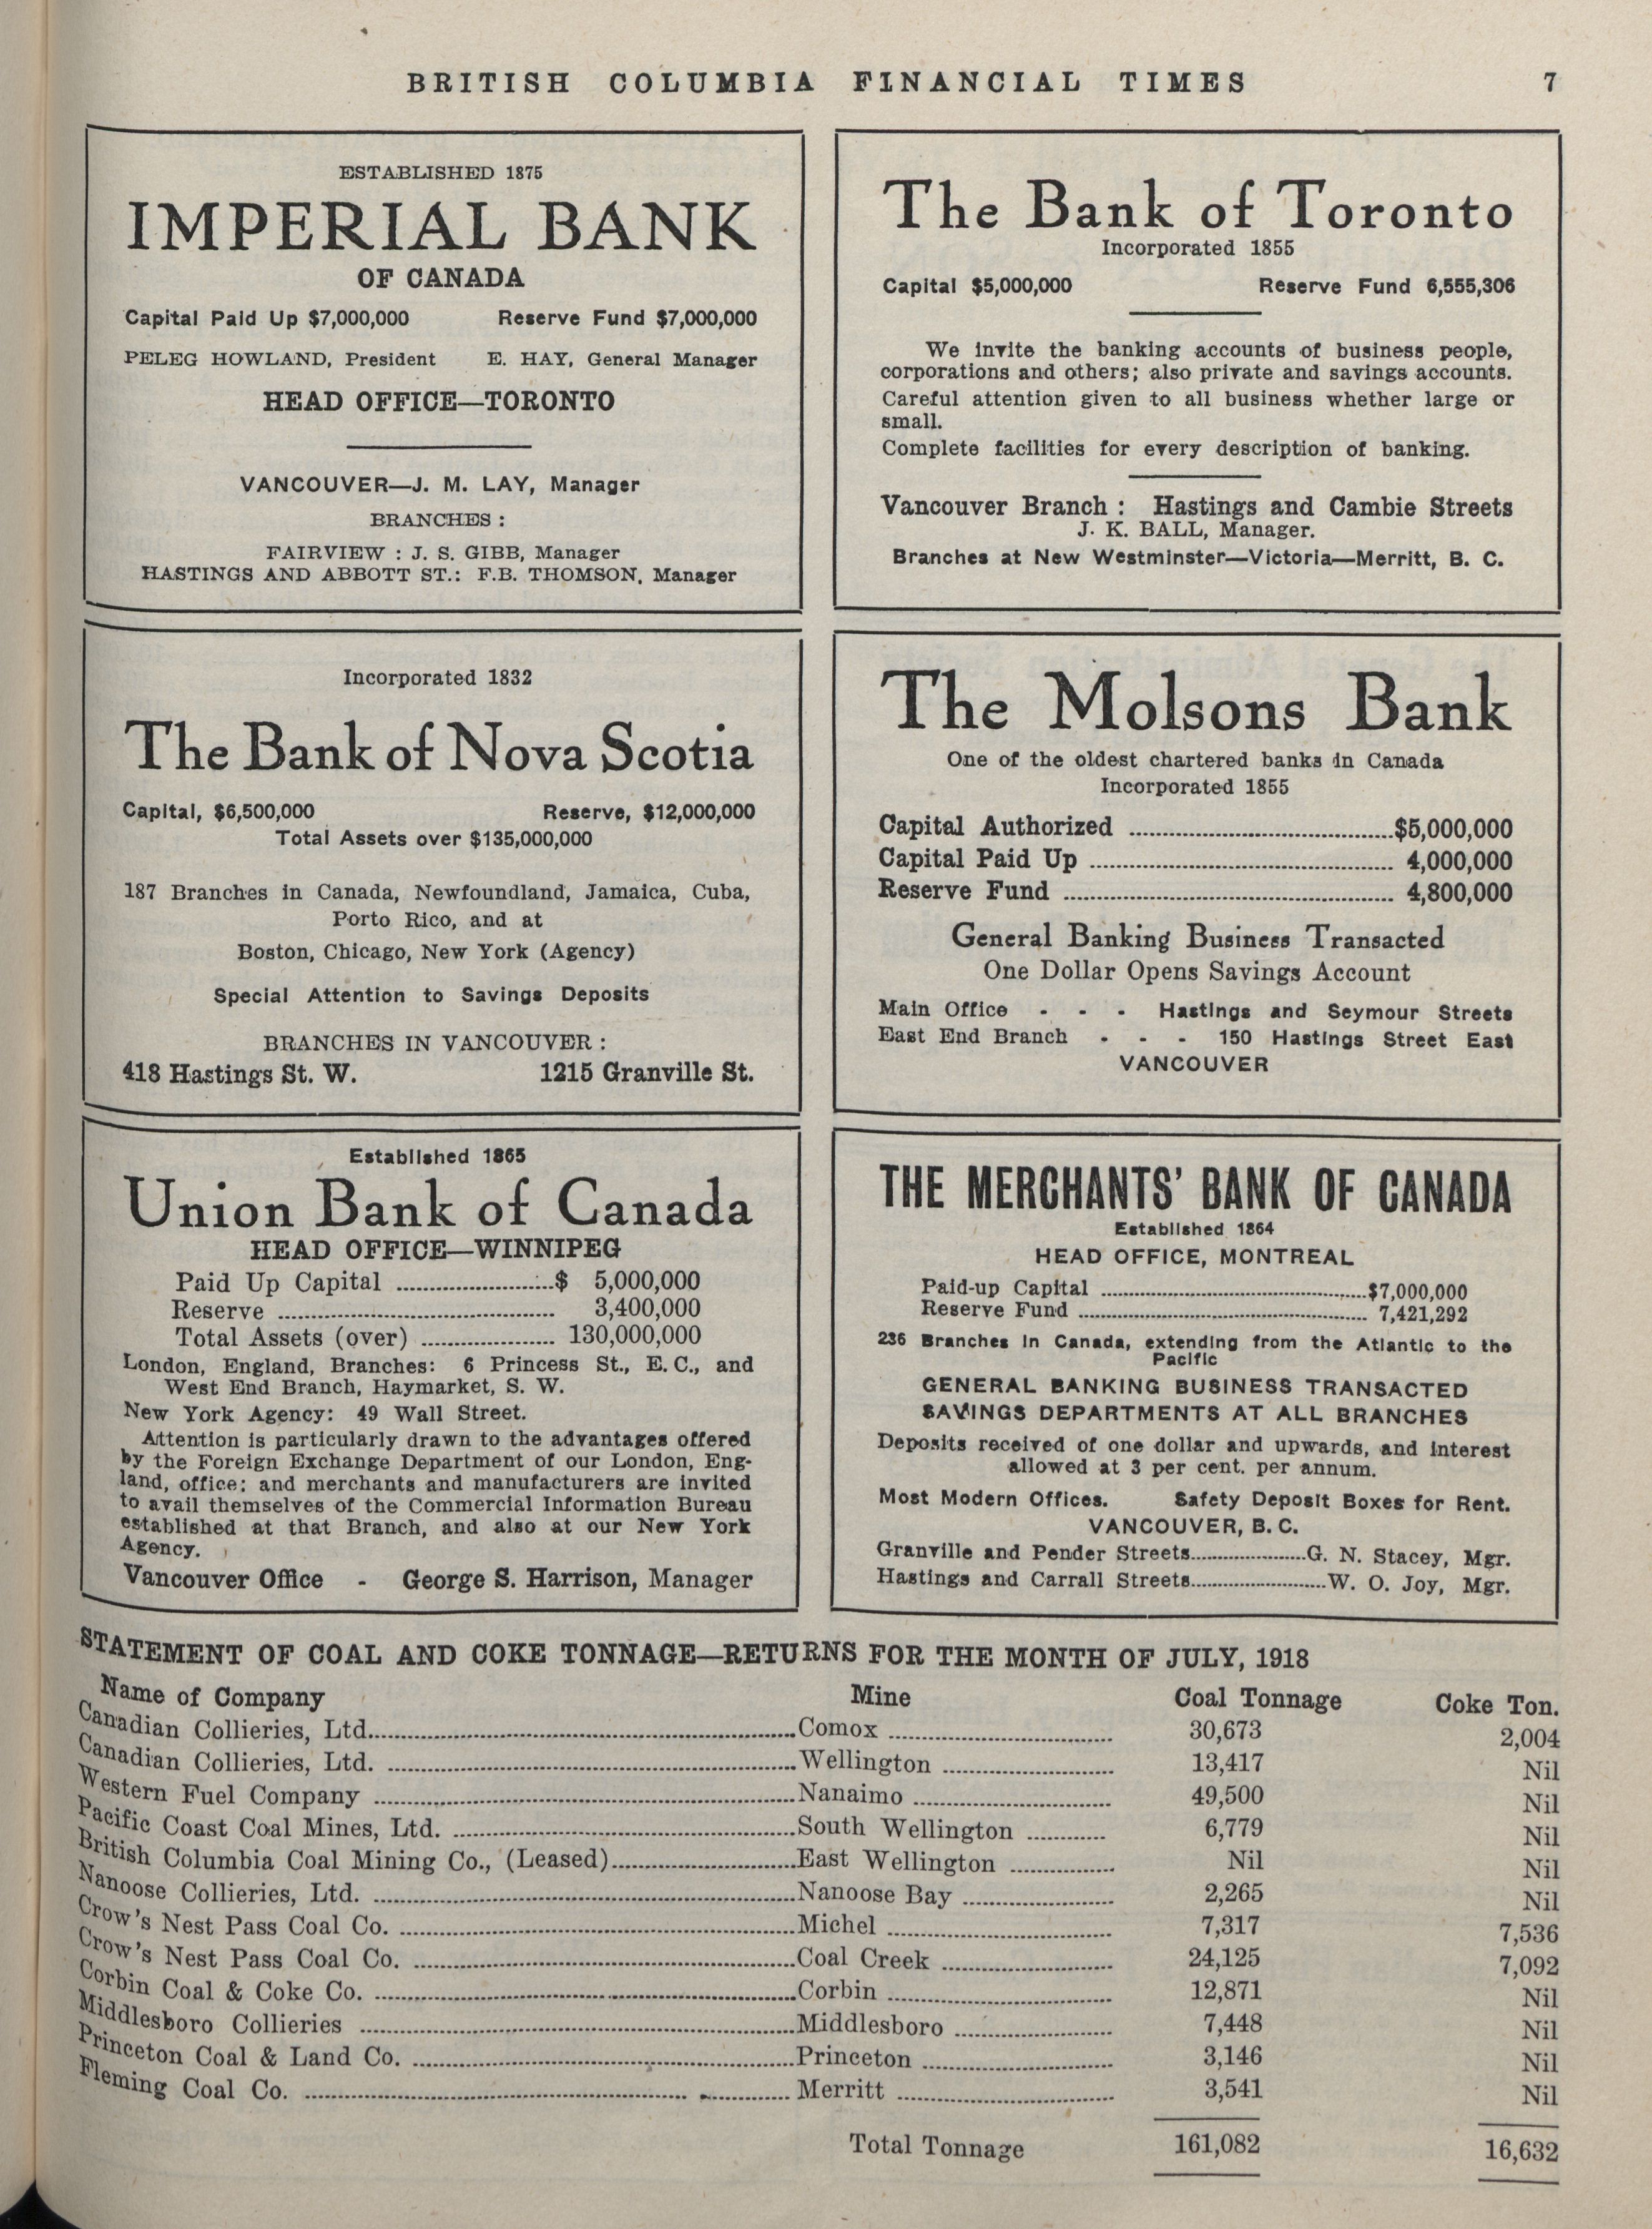 BRITISH COLUMBIA FINANCIAL TIMES 7
ESTABLISHED 1875
IMPERIAL BANK
OF CANADA
Capital Paid Up $7,000,000 Reserve Fund $7,000,000
PELEG HOWLAND, President E. HAY, General Manager
HEAD OFFICE—TORONTO
VANCOUVER—J. M. LAY, Manager
BRANCHES :
FAIRVIEW : J. S. GIBB, Manager
HASTINGS AND ABBOTT ST.: F.B. THOMSON, Manager
The Bank of Toronto
Incorporated 1855
Capital $5,000,000 Reserve Fund 6,555,306
We invite the banking accounts of business people,
corporations and others; also private and savings accounts.
Careful attention given to all business whether large or
small.
Complete facilities for every description of banking.
Vancouver Branch : Hastings and Cambie Streets
J. K. BALL, Manager.
Branches at New Westminster—Victoria—Merritt, B. C.
Incorporated 1832
The Bank of Nova Scotia
Capital, $6,500,000 Reserve, $12,000,000
Total Assets over $135,000,000
187 Branches in Canada, Newfoundland, Jamaica, Cuba,
Porto Rico, and at
Boston, Chicago, New York (Agency)
Special Attention to Savings Deposits
BRANCHES IN VANCOUVER :
418 Hastings St. W. 1215 Granville St.
The Molsons Bank
One of the oldest chartered banks in Canada
Incorporated 1855
Capital Authorized ........................................$5,000,000
Capital Paid Up .............................................. 4,000,000
Reserve Fund .................................................. 4,800,000
General Banking Business Transacted
One Dollar Opens Savings Account
Main Office - - - Hastings and Seymour Streets
East End Branch - - - 150 Hastings Street East
VANCOUVER
Established 1865
Union Bank of Canada
HEAD OFFICE—WINNIPEG
Paid Up Capital ........................$ 5,000,000
Reserve .......................................... 3,400,000
Total Assets (over) .................... 130,000,000
London, England, Branches: 6 Princess St., E. C., and
West End Branch, Haymarket, S. W.
New York Agency: 49 Wall Street.
Attention is particularly drawn to the advantages offered
by the Foreign Exchange Department of our London, Eng-
land, office; and merchants and manufacturers are invited
to avail themselves of the Commercial Information Bureau
established at that Branch, and also at our New York
Agency.
Vancouver Office - George S. Harrison, Manager
THE MERCHANTS' BANK OF CANADA
Established 1864
HEAD OFFICE, MONTREAL
Paid-up Capital ..............................................$7,000,000
Reserve Fund .................................................. 7,421,292
236 Branches in Canada, extending from the Atlantic to the
Pacific
GENERAL BANKING BUSINESS TRANSACTED
SAVINGS DEPARTMENTS AT ALL BRANCHES
Deposits received of one dollar and upwards, and interest
allowed at 3 per cent. per annum.
Most Modern Offices. Safety Deposit Boxes for Rent.
VANCOUVER, B. C.
Granville and Pender Streets......................G. N. Stacey, Mgr.
Hastings and Carrall Streets..........................W. O. Joy, Mgr.
STATEMENT OF COAL AND COKE TONNAGE—RETURNS FOR THE MONTH OF JULY, 1918
Name of Company Mine Coal Tonnage Coke Ton.
Canadian Collieries, Ltd.................................Comox .................... 30,673 2,004
Canadian Collieries, Ltd. ................................Wellington .................... 13,417 Nil
Western Fuel Company ................................Nanaimo .................... 49,500 Nil
Pacific Coast Coal Mines, Ltd. ................................South Wellington ............ 6,779 Nil
British Columbia Coal Mining Co., (Leased)............................East Wellington ................ Nil Nil
Nanoose Collieries, Ltd. ................................Nanoose Bay .................... 2,265 Nil
Crow's Nest Pass Coal Co. ................................Michel .................... 7,317 7,536
Crow's Nest Pass Coal Co. ................................Coal Creek .................... 24,125 7,092
Corbin Coal & Coke Co. ................................Corbin .................... 12,871 Nil
Middlesboro Collieries ................................Middlesboro .................... 7,448 Nil
Princeton Coal & Land Co. ................................Princeton .................... 3,146 Nil
Fleming Coal Co. ................................ Merritt .................... 3,541 Nil
Total Tonnage 161,082 16,632